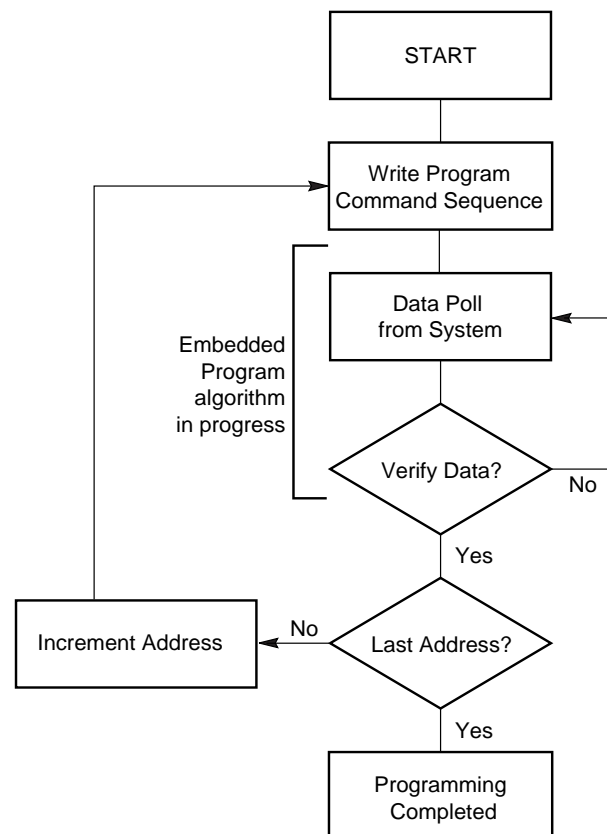 START
Write Program
Command Sequence
Data Poll
from System
Embedded
Program
algorithm
in progress
Verify Data?
No
Yes
Increment Address
No
Last Address?
Yes
Programming
Completed